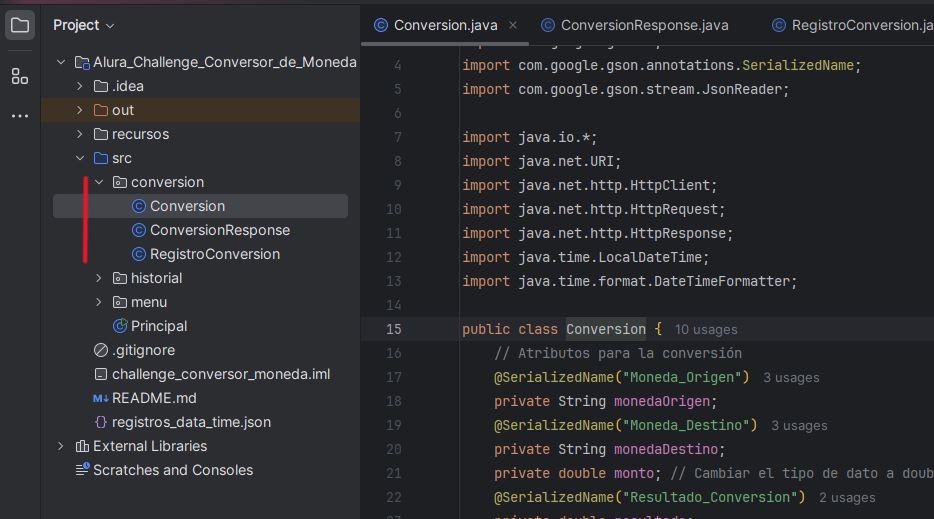 Project
Alura_Challenge_Conversor_de_Moneda
.idea
out
recursos
src
conversion
Conversion
ConversionResponse
RegistroConversion
historial
menu
Principal
.gitignore
challenge_conversor_moneda.iml
README.md
registros_data_time.json
External Libraries
Scratches and Consoles
Conversion.java
ConversionResponse.java
RegistroConversion.ja
4 import com.google.gson.annotations.SerializedName;
5 import com.google.gson.stream.JsonReader;
6
7 import java.io.*;
8 import java.net.URI;
9 import java.net.http.HttpClient;
10 import java.net.http.HttpRequest;
11 import java.net.http.HttpResponse;
12 import java.time.LocalDateTime;
13 import java.time.format.DateTimeFormatter;
14
15 public class Conversion { 10 usages
16 // Atributos para la conversión
17 @SerializedName("Moneda_Origen") 3 usages
18 private String monedaOrigen;
19 @SerializedName("Moneda_Destino") 3 usages
20 private String monedaDestino;
21 private double monto; // Cambiar el tipo de dato a doub
22 @SerializedName("Resultado_Conversion") 2 usages